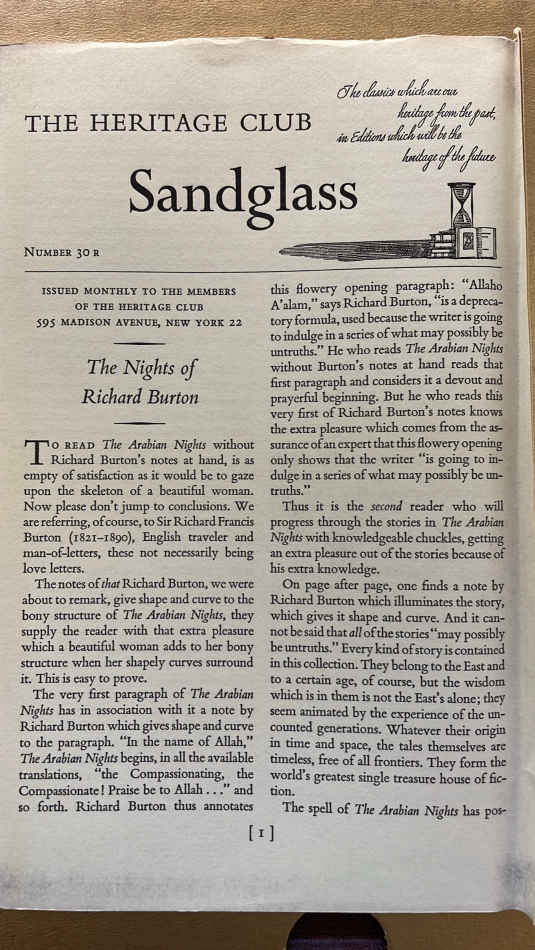 The classics which are our
heritage from the past,
in Editions which will be the
heritage of the future
THE HERITAGE CLUB
Sandglass
NUMBER 30 R
ISSUED MONTHLY TO THE MEMBERS
OF THE HERITAGE CLUB
595 MADISON AVENUE, NEW YORK 22
The Nights of
Richard Burton
TO READ The Arabian Nights without
Richard Burton's notes at hand, is as
empty of satisfaction as it would be to gaze
upon the skeleton of a beautiful woman.
Now please don't jump to conclusions. We
are referring, of course, to Sir Richard Francis
Burton (1821–1890), English traveler and
man-of-letters, these not necessarily being
love letters.
The notes of that Richard Burton, we were
about to remark, give shape and curve to the
bony structure of The Arabian Nights, they
supply the reader with that extra pleasure
which a beautiful woman adds to her bony
structure when her shapely curves surround
it. This is easy to prove.
The very first paragraph of The Arabian
Nights has in association with it a note by
Richard Burton which gives shape and curve
to the paragraph. "In the name of Allah,"
The Arabian Nights begins, in all the available
translations, "the Compassionating, the
Compassionate! Praise be to Allah . . ." and
so forth. Richard Burton thus annotates
this flowery opening paragraph: "Allaho
A'alam," says Richard Burton, "is a depreca-
tory formula, used because the writer is going
to indulge in a series of what may possibly be
untruths." He who reads The Arabian Nights
without Burton's notes at hand reads that
first paragraph and considers it a devout and
prayerful beginning. But he who reads this
very first of Richard Burton's notes knows
the extra pleasure which comes from the as-
surance of an expert that this flowery opening
only shows that the writer "is going to in-
dulge in a series of what may possibly be un-
truths."
Thus it is the second reader who will
progress through the stories in The Arabian
Nights with knowledgeable chuckles, getting
an extra pleasure out of the stories because of
his extra knowledge.
On page after page, one finds a note by
Richard Burton which illuminates the story,
which gives it shape and curve. And it can-
not be said that all of the stories "may possibly
be untruths." Every kind of story is contained
in this collection. They belong to the East and
to a certain age, of course, but the wisdom
which is in them is not the East's alone; they
seem animated by the experience of the un-
counted generations. Whatever their origin
in time and space, the tales themselves are
timeless, free of all frontiers. They form the
world's greatest single treasure house of fic-
tion.
The spell of The Arabian Nights has pos-
[ 1 ]